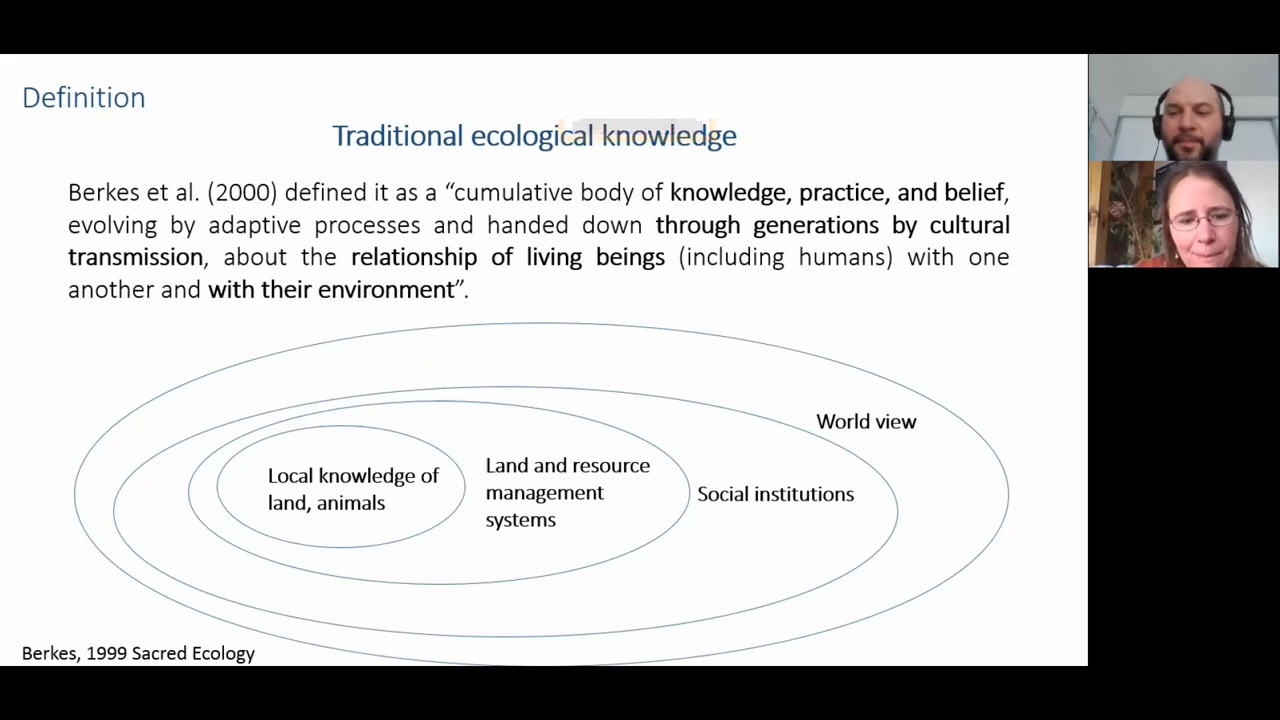 Definition
Traditional ecological knowledge
Berkes et al. (2000) defined it as a “cumulative body of knowledge, practice, and belief,
evolving by adaptive processes and handed down through generations by cultural
transmission, about the relationship of living beings (including humans) with one
another and with their environment”.
World view
Local knowledge of
land, animals
Land and resource
management
systems
Social institutions
Berkes, 1999 Sacred Ecology